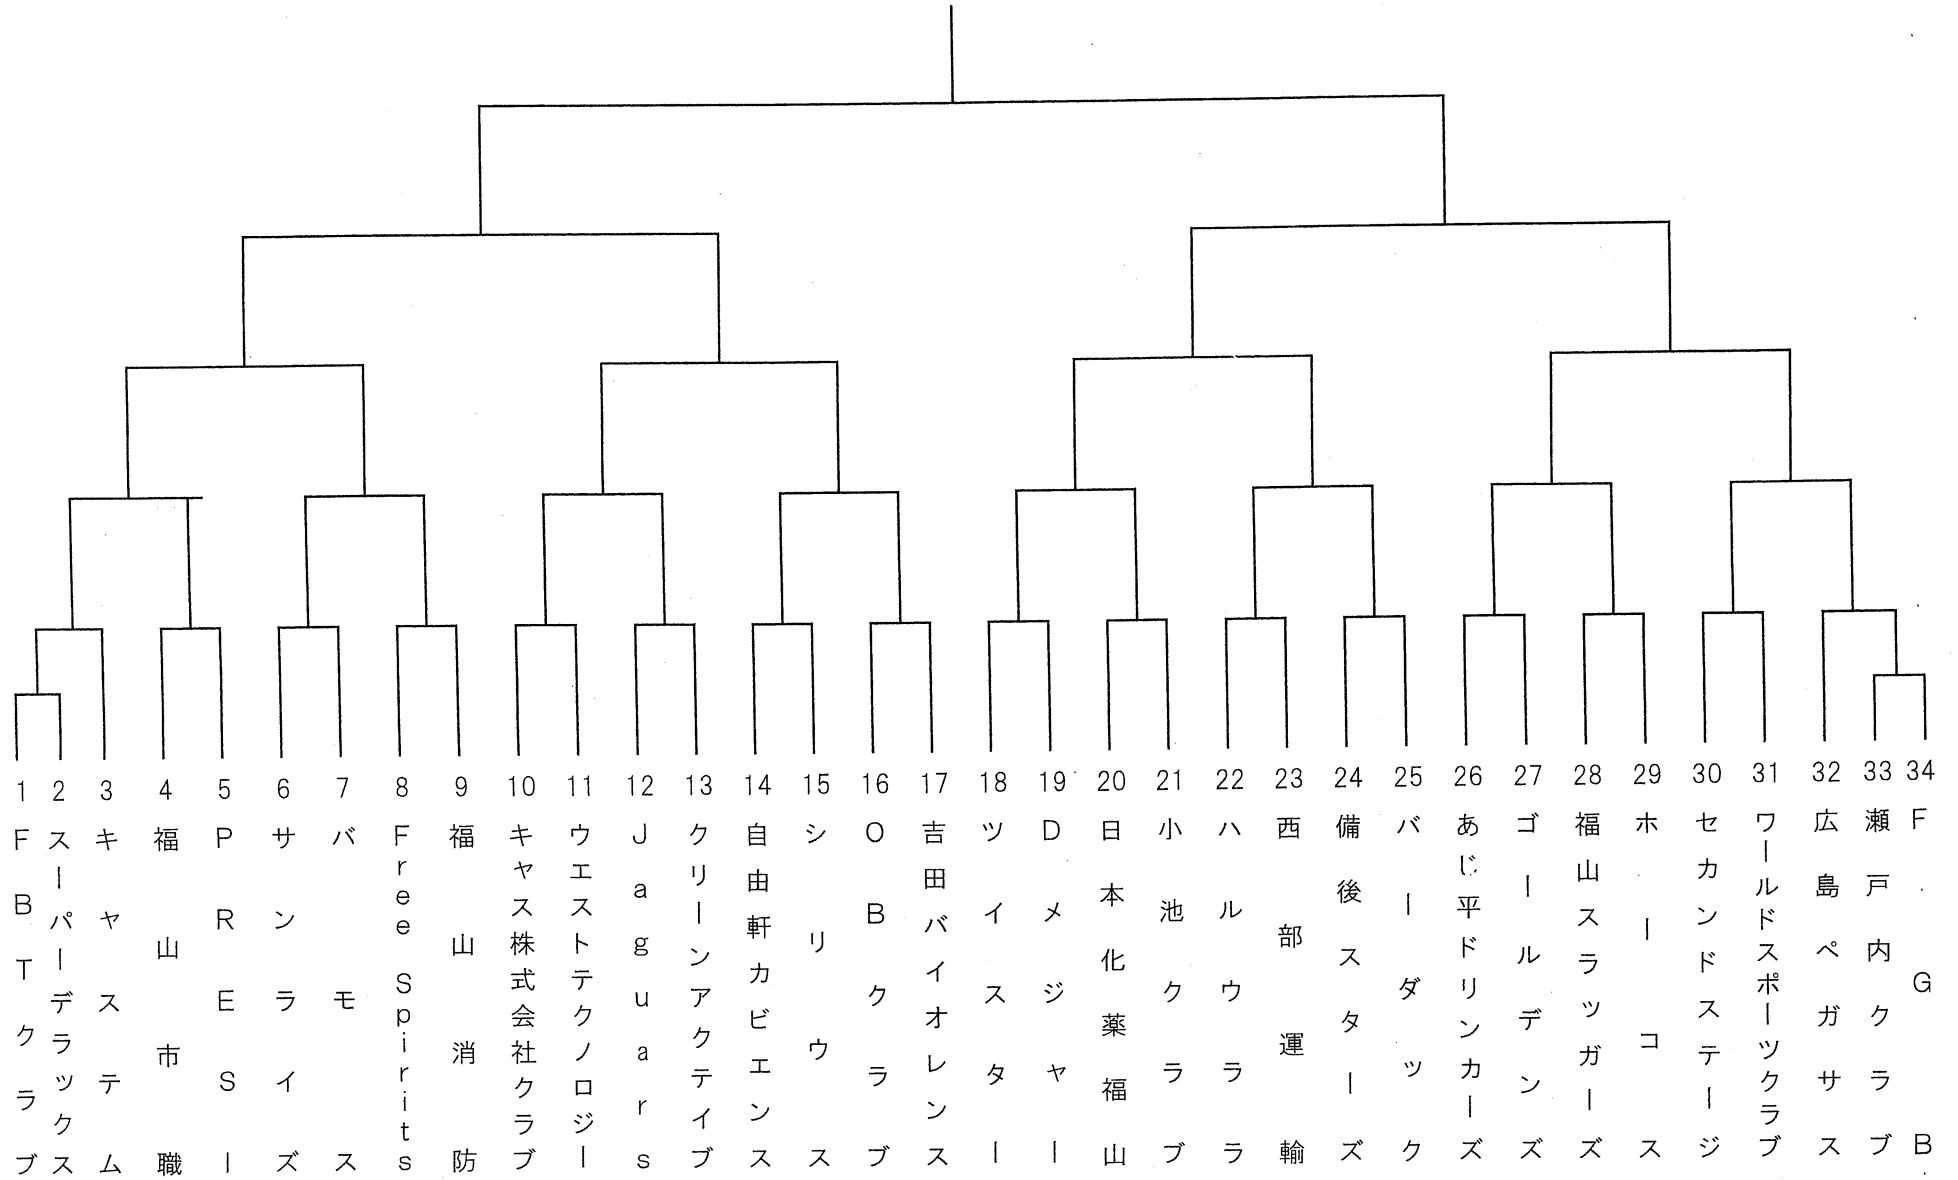 1 FBTクラブ
2 スーパーデラックス
3 キャステム
4 福山市職
5 PRESー
6 サンライズ
7 バモス
8 Free Spirits
9 福山消防
10 キャス株式会社クラブ
11 ウエストテクノロジー
12 Jaguars
13 クリーンアクテイブ
14 自由軒カビエンス
15 シリウス
16 OBクラブ
17 吉田バイオレンス
18 ツイスター
19 Dメジャー
20 日本化薬福山
21 小池クラブ
22 ハルウララ
23 西部運輸
24 備後スターズ
25 バーダック
26 あじ平ドリンカーズ
27 ゴールデンズ
28 福山スラッガーズ
29 ホーコス
30 セカンドステージ
31 ワールドスポーツクラブ
32 広島ペガサス
33 瀬戸内クラブ
34 FGB